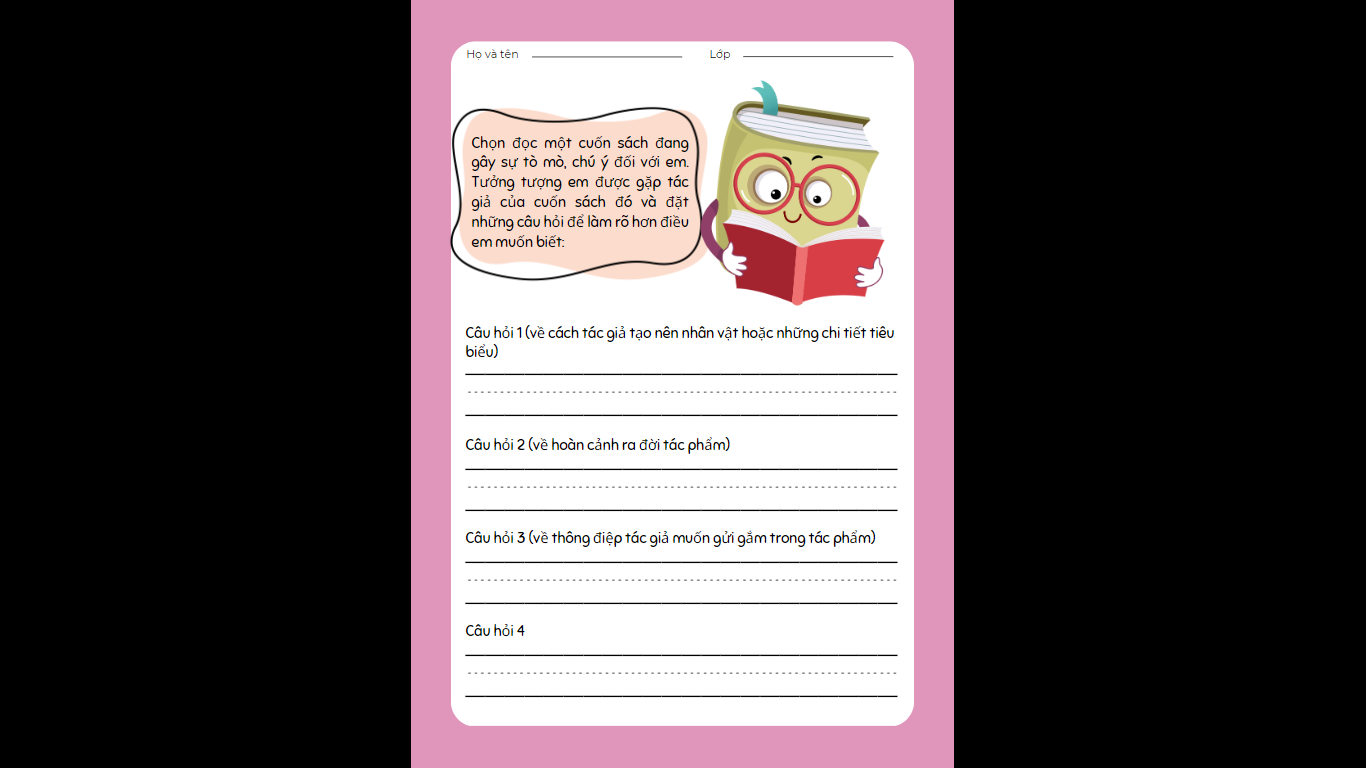 Họ và tên Lớp
Chọn đọc một cuốn sách đang
gây sự tò mò, chú ý đối với em.
Tưởng tượng em được gặp tác
giả của cuốn sách đó và đặt
những câu hỏi để làm rõ hơn điều
em muốn biết:
Câu hỏi 1 (về cách tác giả tạo nên nhân vật hoặc những chi tiết tiêu
biểu)
Câu hỏi 2 (về hoàn cảnh ra đời tác phẩm)
Câu hỏi 3 (về thông điệp tác giả muốn gửi gắm trong tác phẩm)
Câu hỏi 4